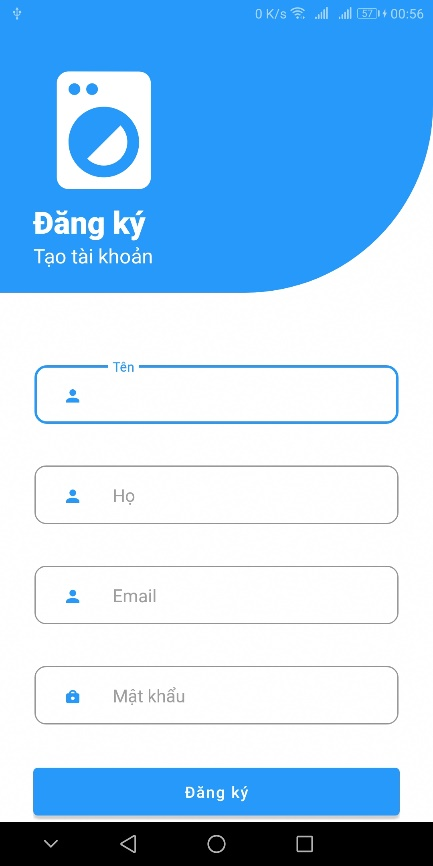 0 K/s 57 00:56
Đăng ký
Tạo tài khoản
Tên
Họ
Email
Mật khẩu
Đăng ký